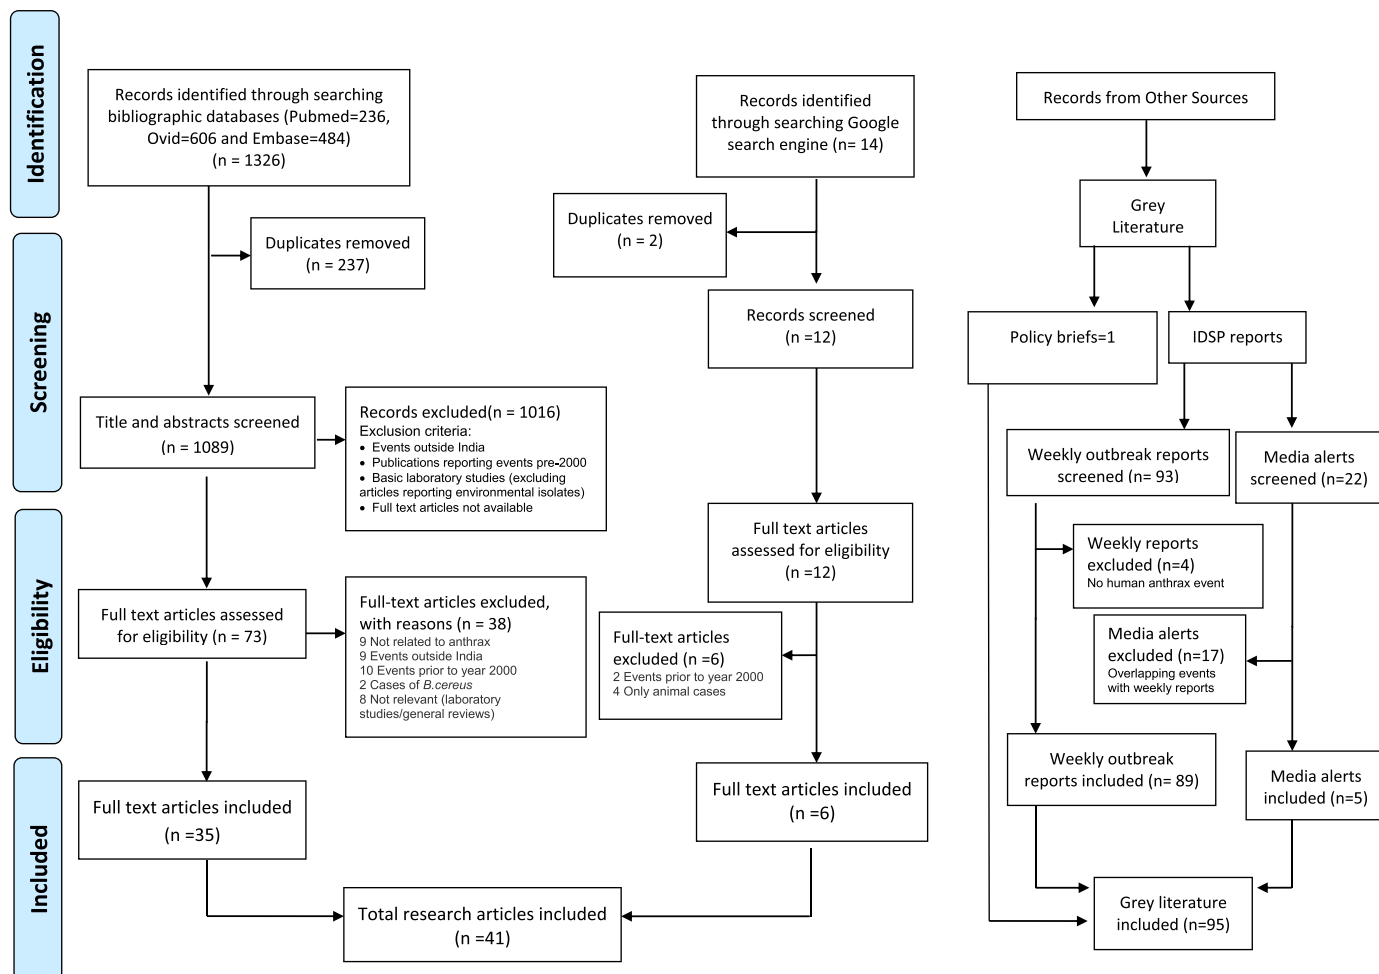 Identification
Records identified through searching
bibliographic databases (Pubmed=236,
Ovid=606 and Embase=484)
(n = 1326)
Records identified
through searching Google
search engine (n= 14)
Records from Other Sources
Grey
Literature
Duplicates removed
(n = 237)
Duplicates removed
(n = 2)
Screening
Records screened
(n =12)
Policy briefs=1
IDSP reports
Title and abstracts screened
(n = 1089)
Records excluded(n = 1016)
Exclusion criteria:
• Events outside India
• Publications reporting events pre-2000
• Basic laboratory studies (excluding
articles reporting environmental isolates)
• Full text articles not available
Weekly outbreak reports
screened (n= 93)
Media alerts
screened (n=22)
Eligibility
Full text articles
assessed for eligibility
(n =12)
Weekly reports
excluded (n=4)
No human anthrax event
Full text articles assessed
for eligibility (n = 73)
Full-text articles excluded,
with reasons (n = 38)
9 Not related to anthrax
9 Events outside India
10 Events prior to year 2000
2 Cases of B.cereus
8 Not relevant (laboratory
studies/general reviews)
Full-text articles
excluded (n =6)
2 Events prior to year 2000
4 Only animal cases
Media alerts
excluded (n=17)
Overlapping events
with weekly reports
Included
Full text articles included
(n =35)
Full text articles included
(n =6)
Weekly outbreak
reports included (n= 89)
Media alerts
included (n=5)
Total research articles included
(n =41)
Grey literature
included (n=95)